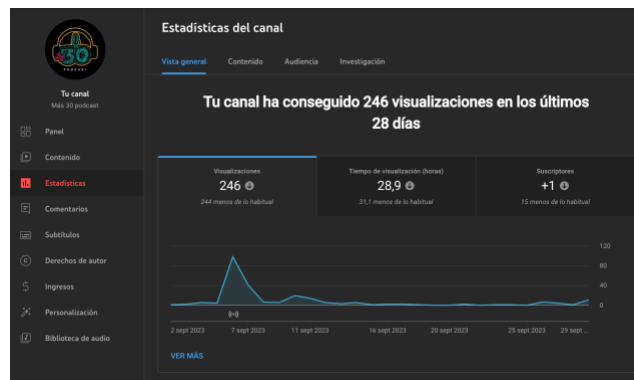 30
PODCAST
Tu canal
Más 30 podcast
Panel
Contenido
Estadísticas
Comentarios
Subtítulos
Derechos de autor
Ingresos
Personalización
Biblioteca de audio
Estadísticas del canal
Vista general Contenido Audiencia Investigación
Tu canal ha conseguido 246 visualizaciones en los últimos
28 días
Visualizaciones
246
244 menos de lo habitual
Tiempo de visualización (horas)
28,9
31,1 menos de lo habitual
Suscriptores
+1
15 menos de lo habitual
120
80
40
0
2 sept 2023 7 sept 2023 11 sept 2023 16 sept 2023 20 sept 2023 25 sept 2023 29 sept ...
VER MÁS